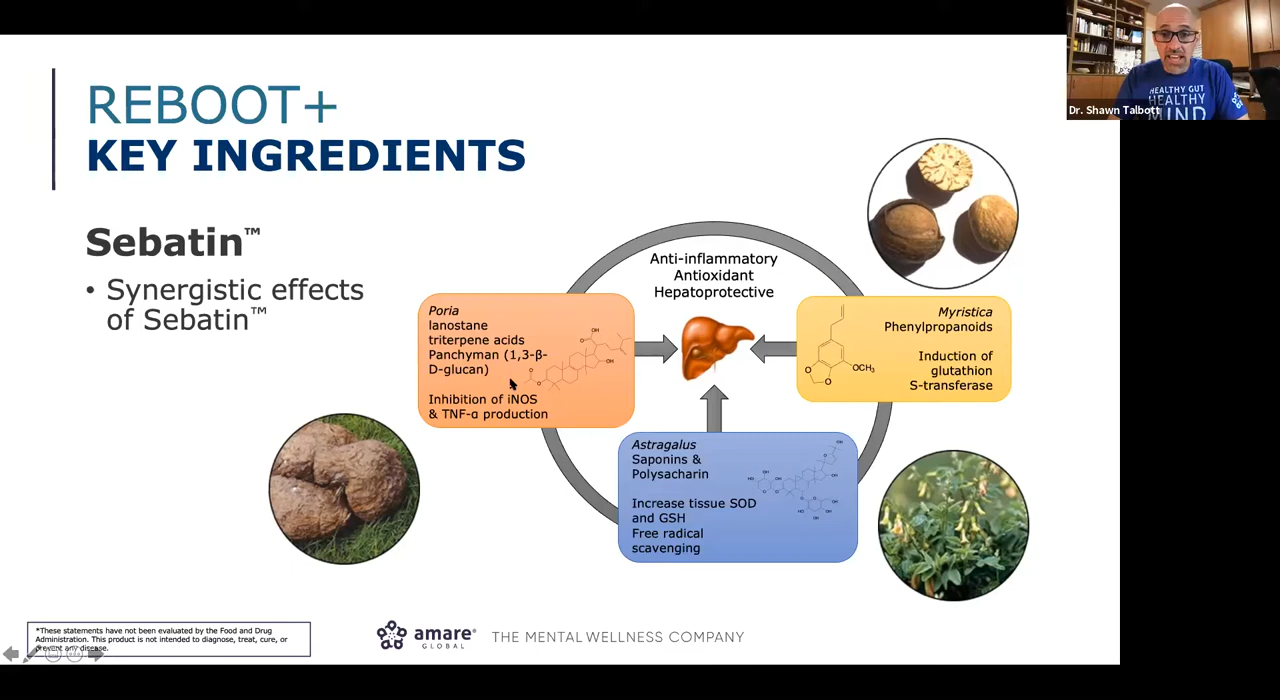 REBOOT+
KEY INGREDIENTS
Sebatin™
• Synergistic effects
of Sebatin™
Anti-inflammatory
Antioxidant
Hepatoprotective
Poria
lanostane
triterpene acids
Panchyman (1,3-β-
D-glucan)
Inhibition of iNOS
& TNF-α production
OH
O
OH
O
O
Myristica
Phenylpropanoids
Induction of
glutathion
S-transferase
O
O
OCH₃
Astragalus
Saponins &
Polysacharin
Increase tissue SOD
and GSH
Free radical
scavenging
*These statements have not been evaluated by the Food and Drug
Administration. This product is not intended to diagnose, treat, cure, or
prevent any disease.
amare®
GLOBAL
THE MENTAL WELLNESS COMPANY
HEALTHY GUT
HEALTHY
MIND
Dr. Shawn Talbott